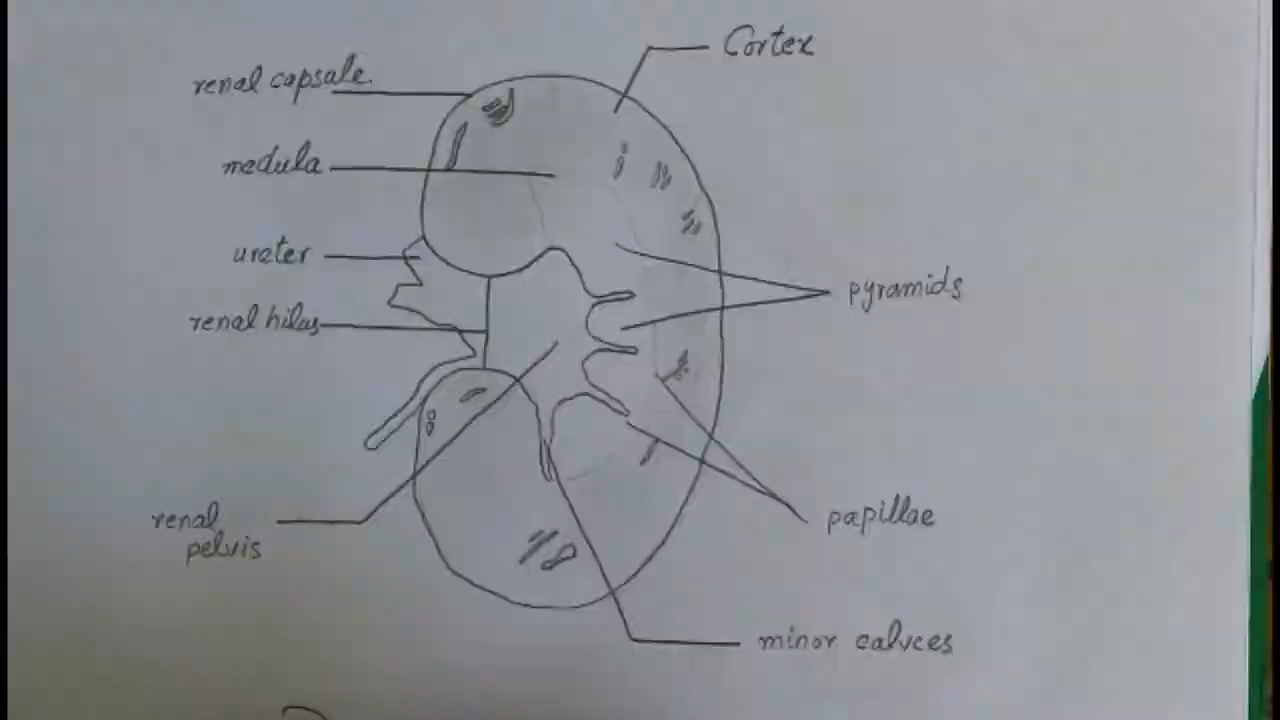 Cortex
renal capsule
medula
ureter
pyramids
renal hilus
renal
pelvis
papillae
minor calyces